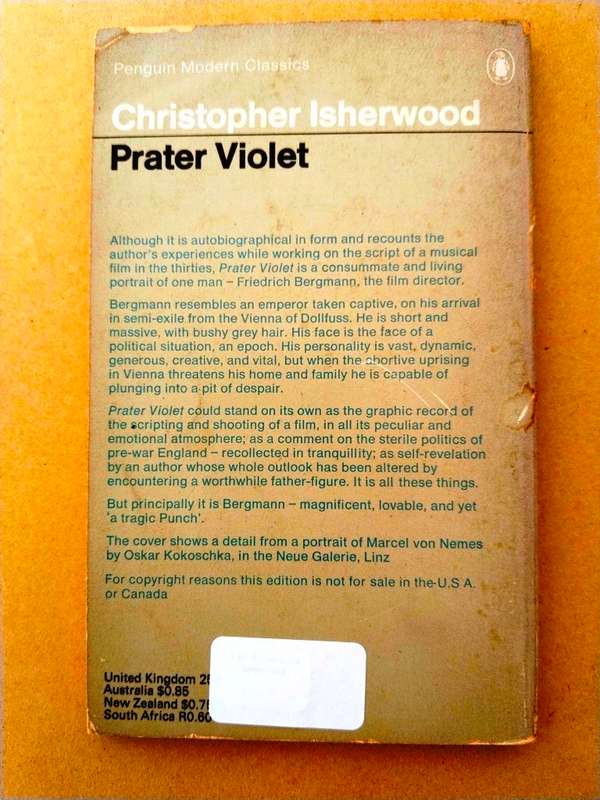 Penguin Modern Classics
Christopher Isherwood
Prater Violet
Although it is autobiographical in form and recounts the
author's experiences while working on the script of a musical
film in the thirties, Prater Violet is a consummate and living
portrait of one man – Friedrich Bergmann, the film director.
Bergmann resembles an emperor taken captive, on his arrival
in semi-exile from the Vienna of Dollfuss. He is short and
massive, with bushy grey hair. His face is the face of a
political situation, an epoch. His personality is vast, dynamic,
generous, creative, and vital, but when the abortive uprising
in Vienna threatens his home and family he is capable of
plunging into a pit of despair.
Prater Violet could stand on its own as the graphic record of
the scripting and shooting of a film, in all its peculiar and
emotional atmosphere; as a comment on the sterile politics of
pre-war England – recollected in tranquillity; as self-revelation
by an author whose whole outlook has been altered by
encountering a worthwhile father-figure. It is all these things.
But principally it is Bergmann – magnificent, lovable, and yet
'a tragic Punch'.
The cover shows a detail from a portrait of Marcel von Nemes
by Oskar Kokoschka, in the Neue Galerie, Linz
For copyright reasons this edition is not for sale in the U.S A.
or Canada
United Kingdom
Australia $0.85
New Zealand
South Africa R0.60